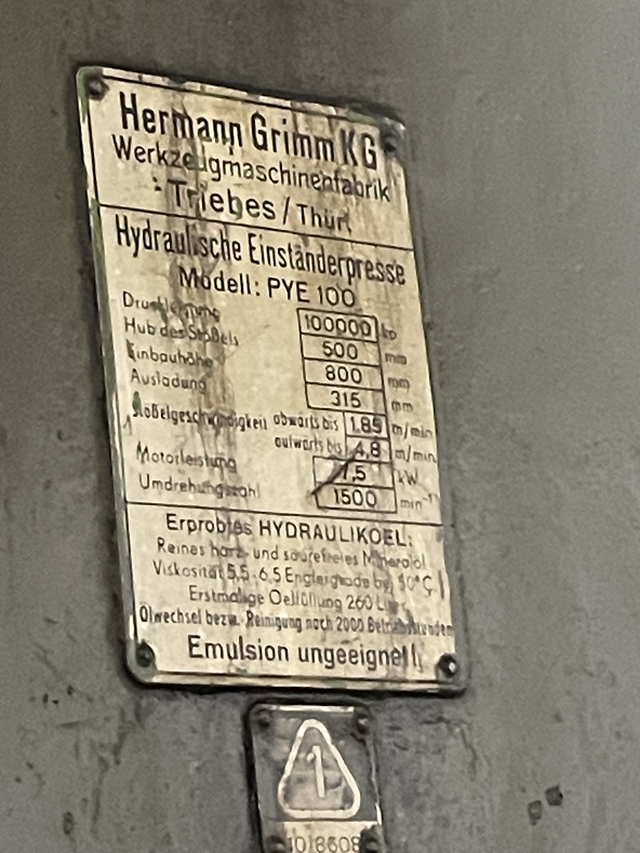 Hermann Grimm KG
Werkzeugmaschinenfabrik
Triebes/Thür.
Hydraulische Einständerpresse
Modell: PYE 100
Druckleistung 100000 kp
Hub des Stößels 500 mm
Einbauhöhe 800 mm
Ausladung 315 mm
Stößelgeschwindigkeit abwärts bis 1,85 m/min
aufwärts bis 4,8 m/min
Motorleistung 7,5 kW
Umdrehungszahl 1500 min⁻¹
Erprobtes HYDRAULIKOEL:
Reines harz- und säurefreies Mineralöl
Viskosität 5,5-6,5 Englergrade bei 50°C
Erstmalige Oelfüllung 260 Liter
Ölwechsel bezw. Reinigung nach 2000 Betriebsstunden
Emulsion ungeeignet!
1
1018608